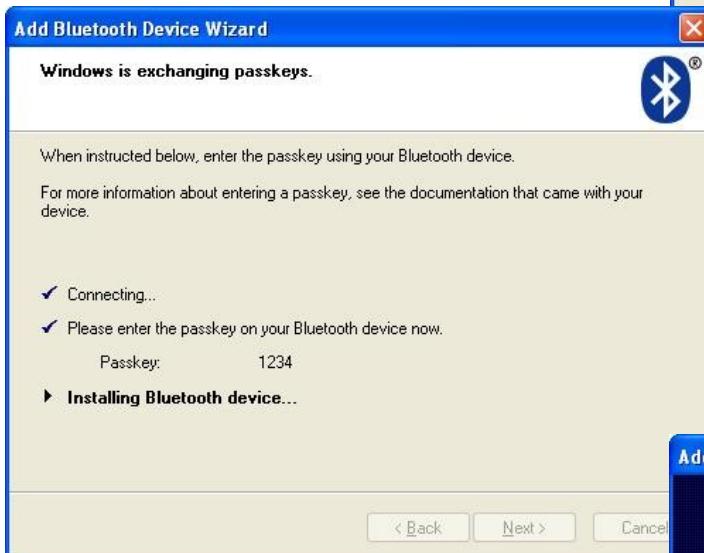 Add Bluetooth Device Wizard
Windows is exchanging passkeys.
®
When instructed below, enter the passkey using your Bluetooth device.
For more information about entering a passkey, see the documentation that came with your
device.
Connecting...
Please enter the passkey on your Bluetooth device now.
Passkey: 1234
Installing Bluetooth device...
< Back Next > Cancel